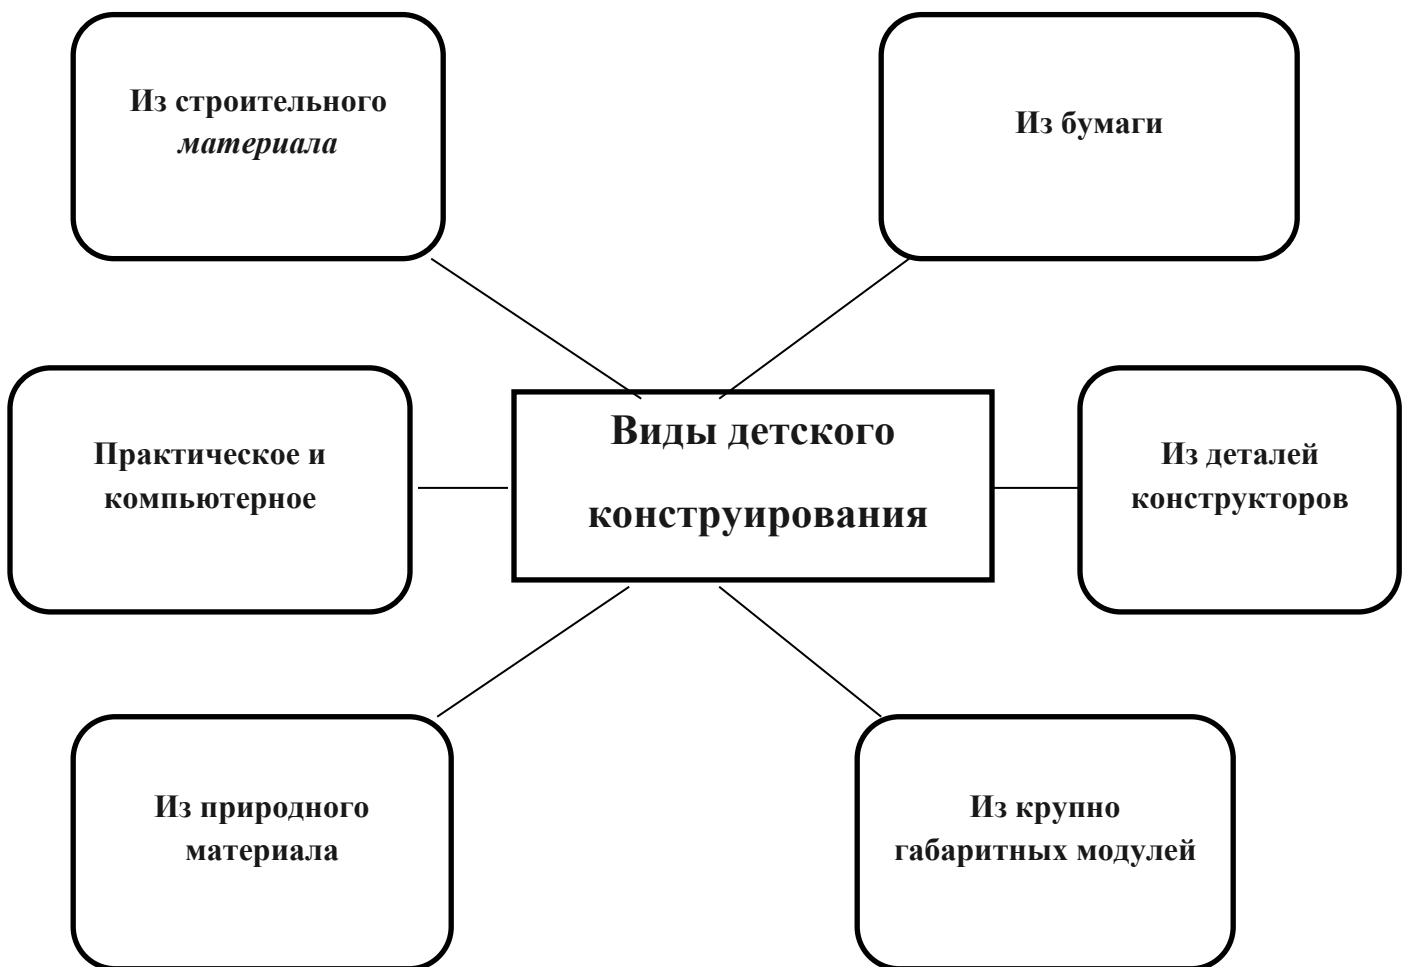 Из строительного
материала
Из бумаги
Практическое и
компьютерное
Виды детского
конструирования
Из деталей
конструкторов
Из природного
материала
Из крупно
габаритных модулей